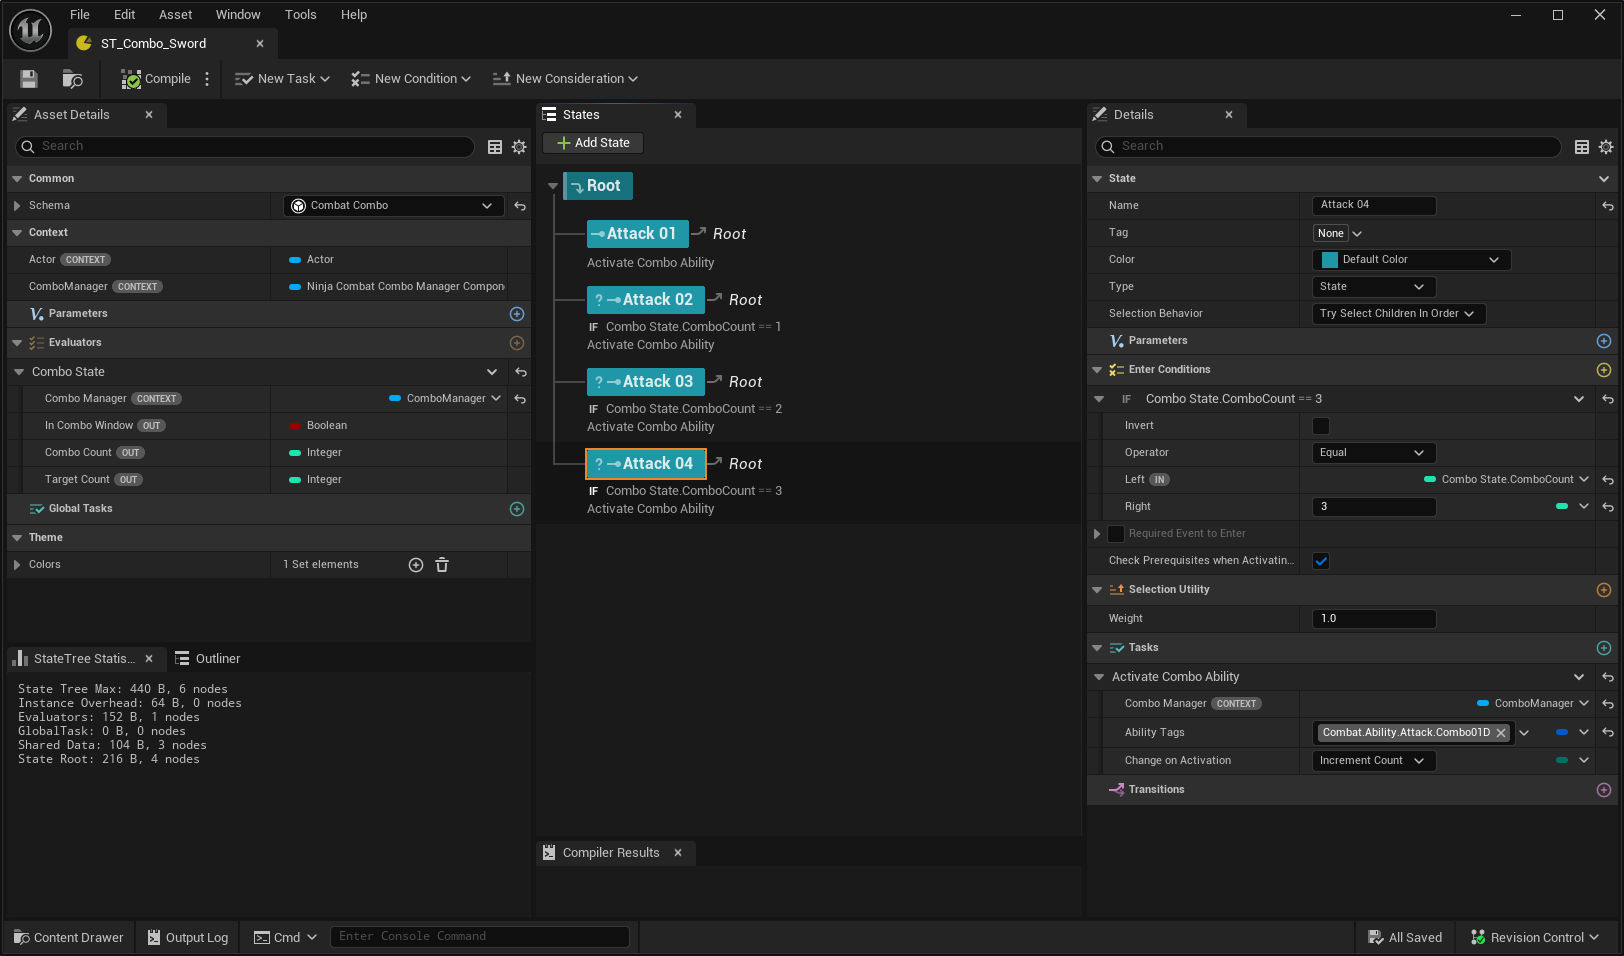 File Edit Asset Window Tools Help
ST_Combo_Sword
Compile New Task New Condition New Consideration
Asset Details
Search
Common
Schema Combat Combo
Context
Actor CONTEXT Actor
ComboManager CONTEXT Ninja Combat Combo Manager Compon
Parameters
Evaluators
Combo State
Combo Manager CONTEXT ComboManager
In Combo Window OUT Boolean
Combo Count OUT Integer
Target Count OUT Integer
Global Tasks
Theme
Colors 1 Set elements
StateTree Statis... Outliner
State Tree Max: 440 B, 6 nodes
Instance Overhead: 64 B, 0 nodes
Evaluators: 152 B, 1 nodes
GlobalTask: 0 B, 0 nodes
Shared Data: 104 B, 3 nodes
State Root: 216 B, 4 nodes
States
Add State
Root
Attack 01 Root
Activate Combo Ability
? Attack 02 Root
IF Combo State.ComboCount == 1
Activate Combo Ability
? Attack 03 Root
IF Combo State.ComboCount == 2
Activate Combo Ability
? Attack 04 Root
IF Combo State.ComboCount == 3
Activate Combo Ability
Compiler Results
Details
Search
State
Name Attack 04
Tag None
Color Default Color
Type State
Selection Behavior Try Select Children In Order
Parameters
Enter Conditions
IF Combo State.ComboCount == 3
Invert
Operator Equal
Left IN Combo State.ComboCount
Right 3
Required Event to Enter
Check Prerequisites when Activatin...
Selection Utility
Weight 1.0
Tasks
Activate Combo Ability
Combo Manager CONTEXT ComboManager
Ability Tags Combat.Ability.Attack.Combo01D
Change on Activation Increment Count
Transitions
Content Drawer Output Log Cmd Enter Console Command All Saved Revision Control